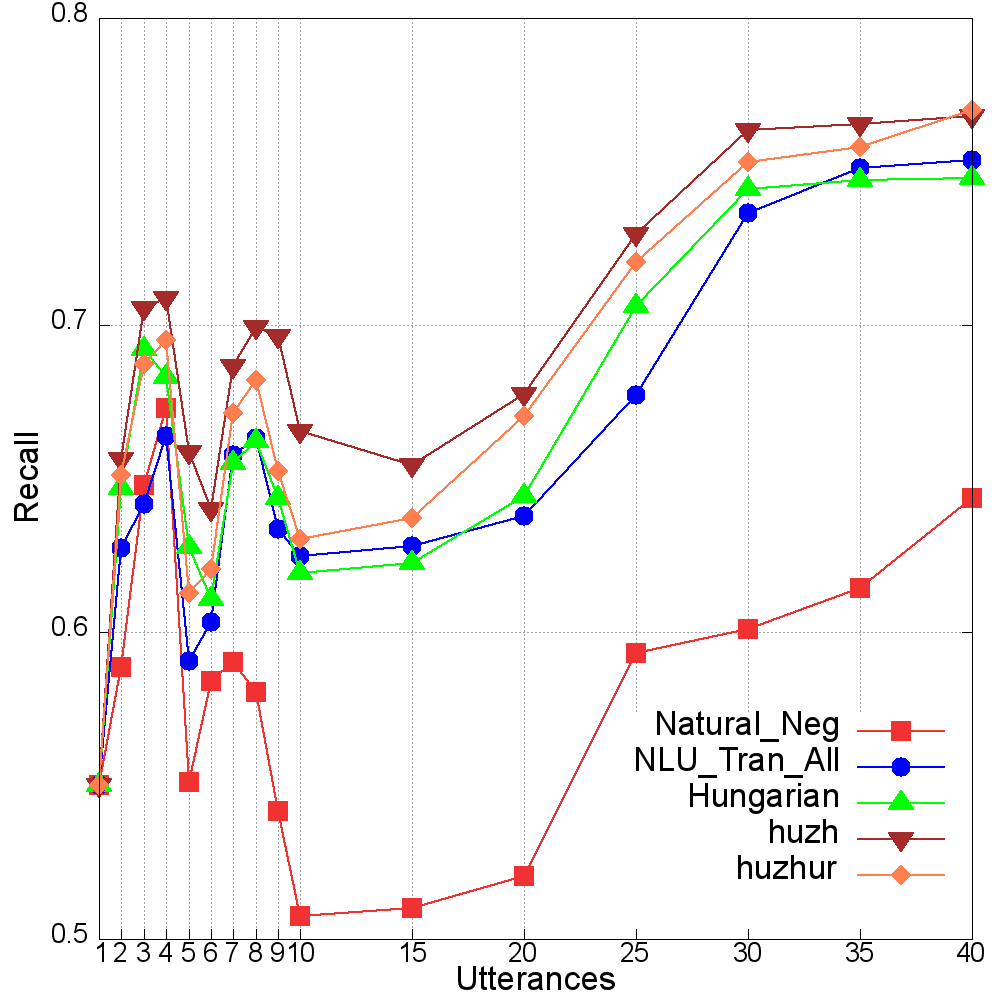 0.8
0.7
0.6
0.5
Recall
Natural_Neg
NLU_Tran_All
Hungarian
huzh
huzhur
1 2 3 4 5 6 7 8 9 10 15 20 25 30 35 40
Utterances